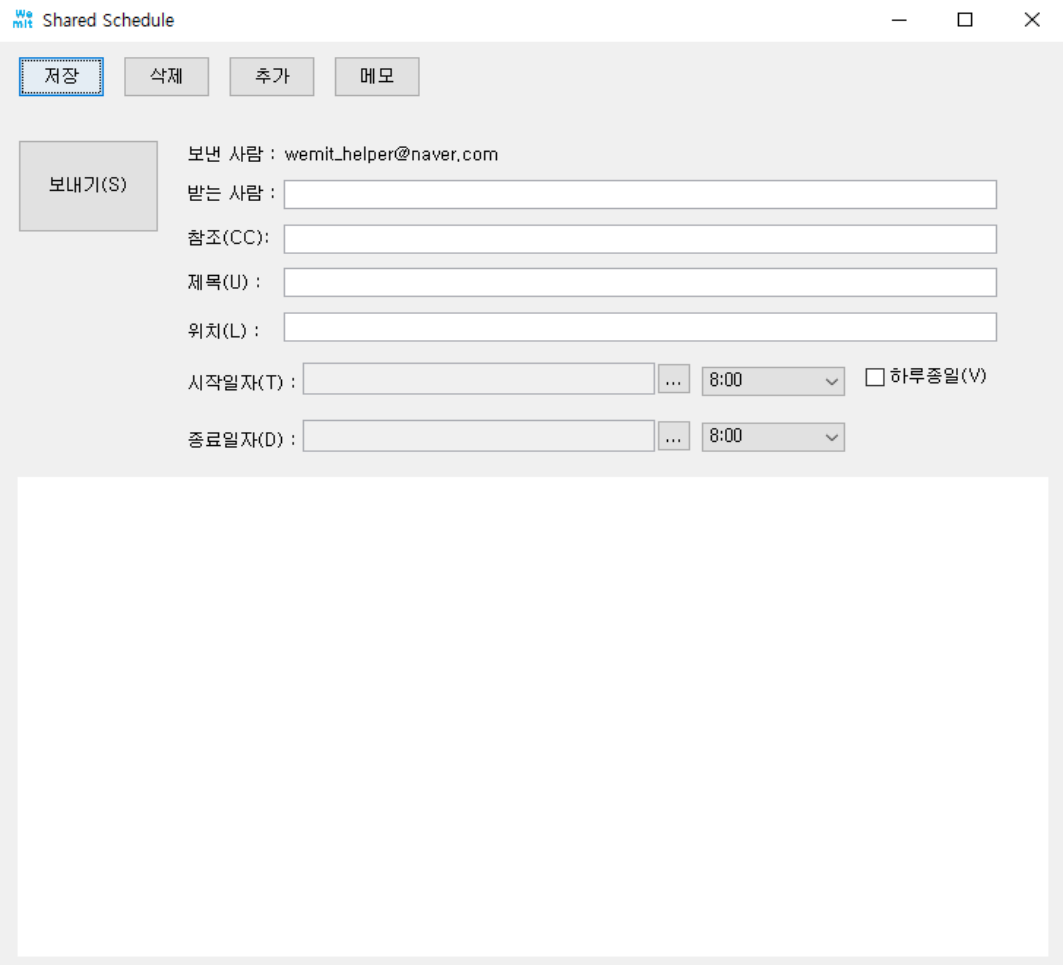 We mit Shared Schedule
저장 삭제 추가 메모
보내기(S)
보낸 사람 : wemit_helper@naver.com
받는 사람 :
참조(CC):
제목(U) :
위치(L) :
시작일자(T) : ... 8:00 하루종일(V)
종료일자(D) : ... 8:00